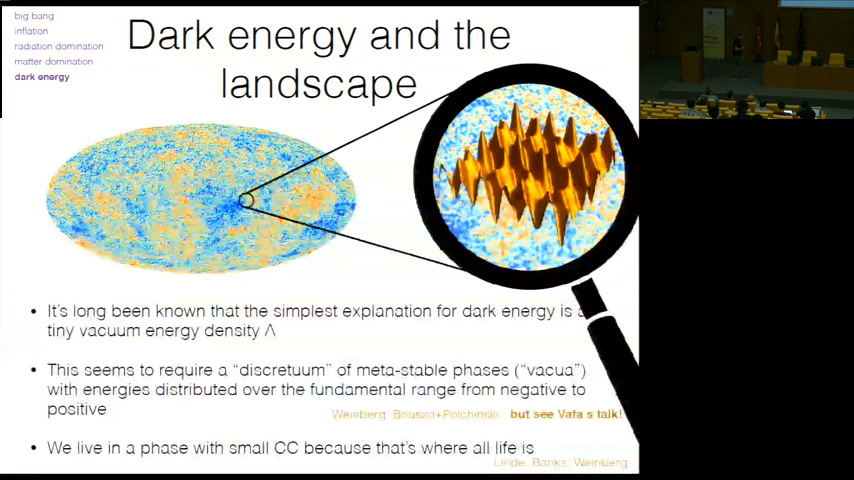 big bang
inflation
radiation domination
matter domination
dark energy
Dark energy and the
landscape
• It's long been known that the simplest explanation for dark energy is a
tiny vacuum energy density Λ
• This seems to require a "discretuum" of meta-stable phases ("vacua")
with energies distributed over the fundamental range from negative to
positive
Weinberg, Bousso+Polchinski but see Vafa's talk!
• We live in a phase with small CC because that's where all life is
Linde, Banks, Weinberg